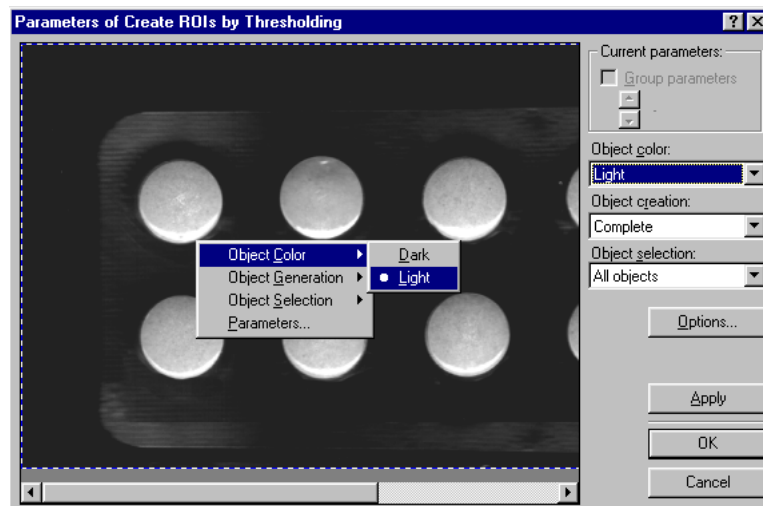 Parameters of Create ROIs by Thresholding
Current parameters:
Group parameters
-
Object color:
Light
Object creation:
Complete
Object selection:
All objects
Options...
Apply
OK
Cancel
Object Color
Object Generation
Object Selection
Parameters...
Dark
Light